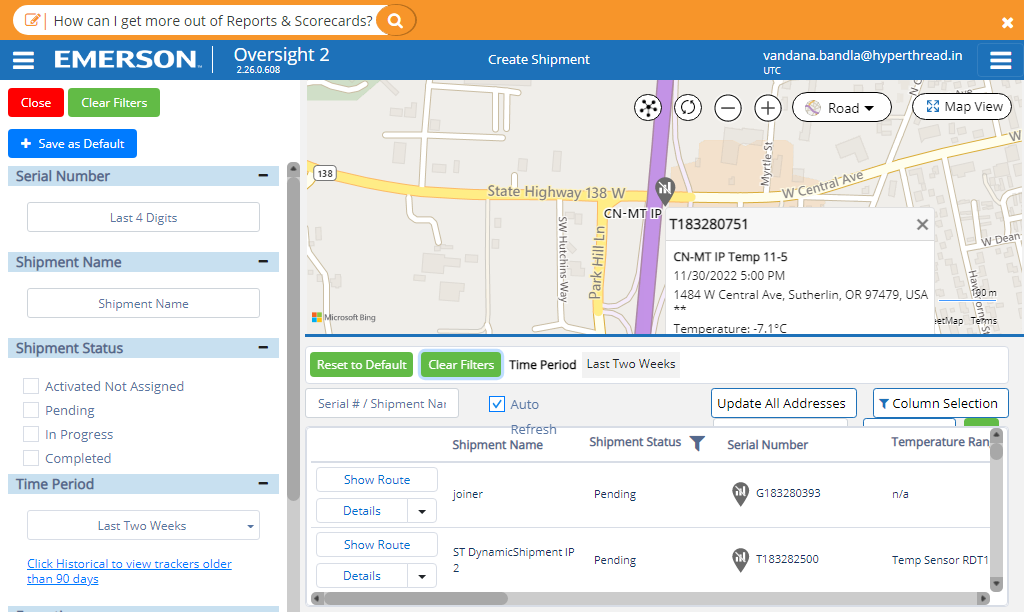 How can I get more out of Reports & Scorecards?
EMERSON
Oversight 2
2.26.0.608
Create Shipment
vandana.bandla@hyperthread.in
UTC
Close
Clear Filters
Save as Default
Serial Number
Last 4 Digits
Shipment Name
Shipment Name
Shipment Status
Activated Not Assigned
Pending
In Progress
Completed
Time Period
Last Two Weeks
Click Historical to view trackers older
than 90 days
Road
Map View
138
State Highway 138 W
W Central Ave
Myrtle St
SW Hutchins Way
Park Hill Ln
W Dean
CN-MT IP
T183280751
CN-MT IP Temp 11-5
11/30/2022 5:00 PM
1484 W Central Ave, Sutherlin, OR 97479, USA
**
Temperature: -7.1°C
100 m
Microsoft Bing
eetMap Terms
Reset to Default
Clear Filters
Time Period
Last Two Weeks
Serial # / Shipment Nar
Auto
Refresh
Update All Addresses
Column Selection
Shipment Name
Shipment Status
Serial Number
Temperature Ran
Show Route
Details
joiner
Pending
G183280393
n/a
Show Route
Details
ST DynamicShipment IP
2
Pending
T183282500
Temp Sensor RDT1